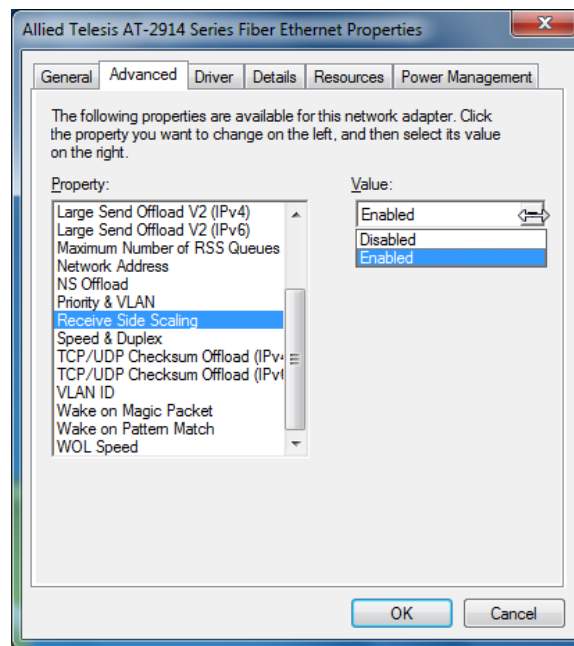 Allied Telesis AT-2914 Series Fiber Ethernet Properties
General Advanced Driver Details Resources Power Management
The following properties are available for this network adapter. Click
the property you want to change on the left, and then select its value
on the right.
Property:
Large Send Offload V2 (IPv4)
Large Send Offload V2 (IPv6)
Maximum Number of RSS Queues
Network Address
NS Offload
Priority & VLAN
Receive Side Scaling
Speed & Duplex
TCP/UDP Checksum Offload (IPv4
TCP/UDP Checksum Offload (IPv6
VLAN ID
Wake on Magic Packet
Wake on Pattern Match
WOL Speed
Value:
Enabled
Disabled
Enabled
OK Cancel